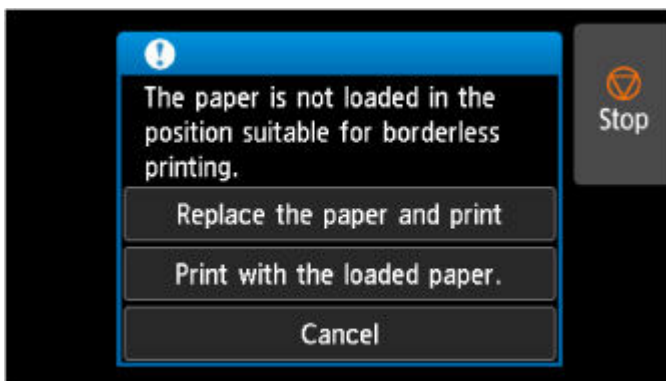 The paper is not loaded in the
position suitable for borderless
printing.
Stop
Replace the paper and print
Print with the loaded paper.
Cancel